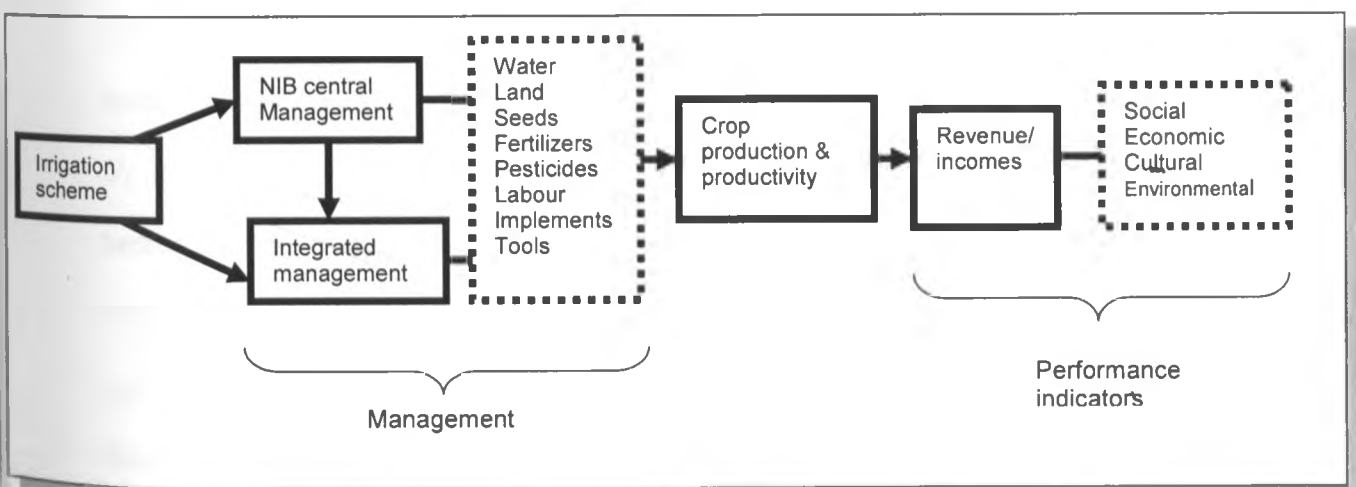 Irrigation
scheme
NIB central
Management
Integrated
management
Water
Land
Seeds
Fertilizers
Pesticides
Labour
Implements
Tools
Crop
production &
productivity
Revenue/
incomes
Social
Economic
Cultural
Environmental
Management
Performance
indicators